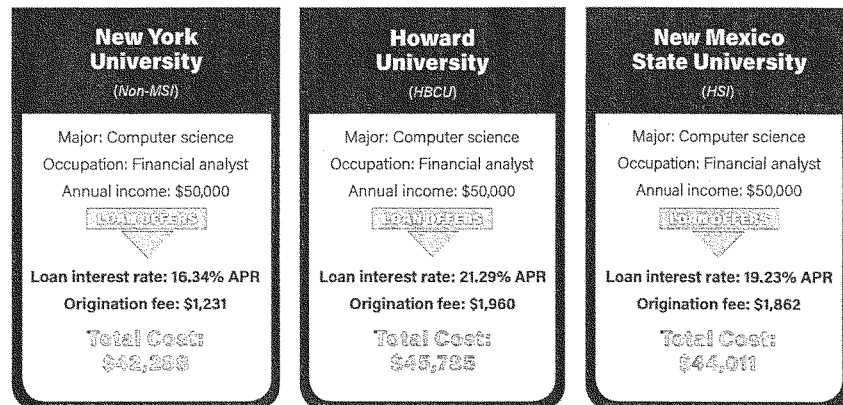 New York
University
(Non-MSI)
Major: Computer science
Occupation: Financial analyst
Annual income: $50,000
LOAN OFFERS
Loan interest rate: 16.34% APR
Origination fee: $1,231
Total Cost:
$42,288
Howard
University
(HBCU)
Major: Computer science
Occupation: Financial analyst
Annual income: $50,000
LOAN OFFERS
Loan interest rate: 21.29% APR
Origination fee: $1,960
Total Cost:
$45,785
New Mexico
State University
(HSI)
Major: Computer science
Occupation: Financial analyst
Annual income: $50,000
LOAN OFFERS
Loan interest rate: 19.23% APR
Origination fee: $1,862
Total Cost:
$44,011